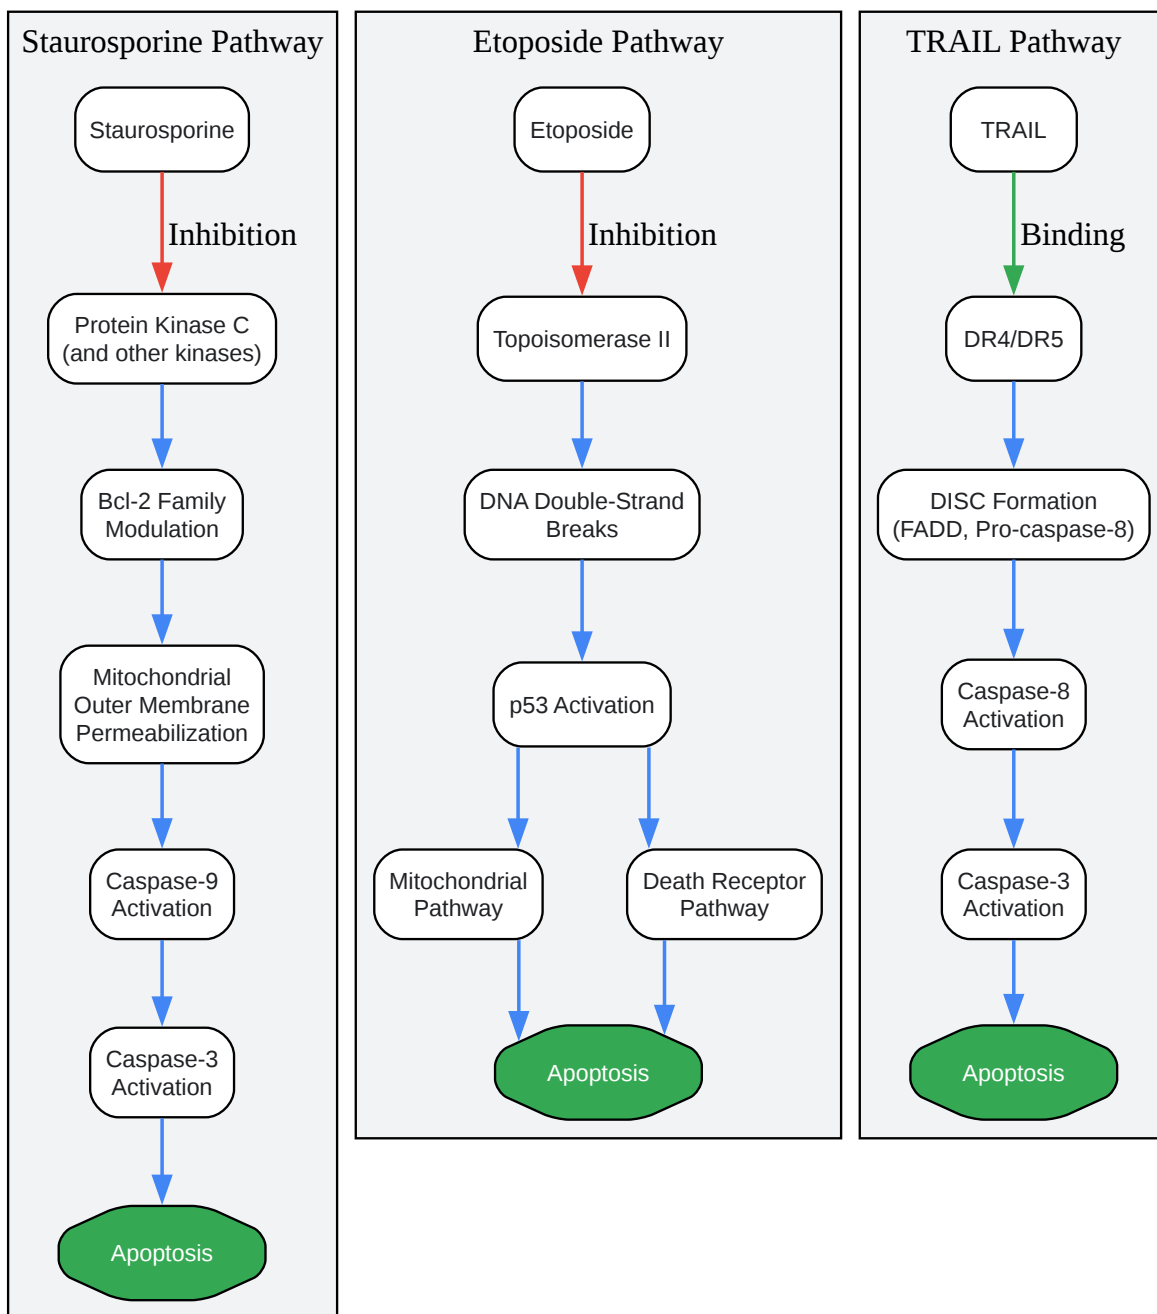 Staurosporine Pathway
Staurosporine
Inhibition
Protein Kinase C
(and other kinases)
Bcl-2 Family
Modulation
Mitochondrial
Outer Membrane
Permeabilization
Caspase-9
Activation
Caspase-3
Activation
Apoptosis
Etoposide Pathway
Etoposide
Inhibition
Topoisomerase II
DNA Double-Strand
Breaks
p53 Activation
Mitochondrial
Pathway
Death Receptor
Pathway
Apoptosis
TRAIL Pathway
TRAIL
Binding
DR4/DR5
DISC Formation
(FADD, Pro-caspase-8)
Caspase-8
Activation
Caspase-3
Activation
Apoptosis